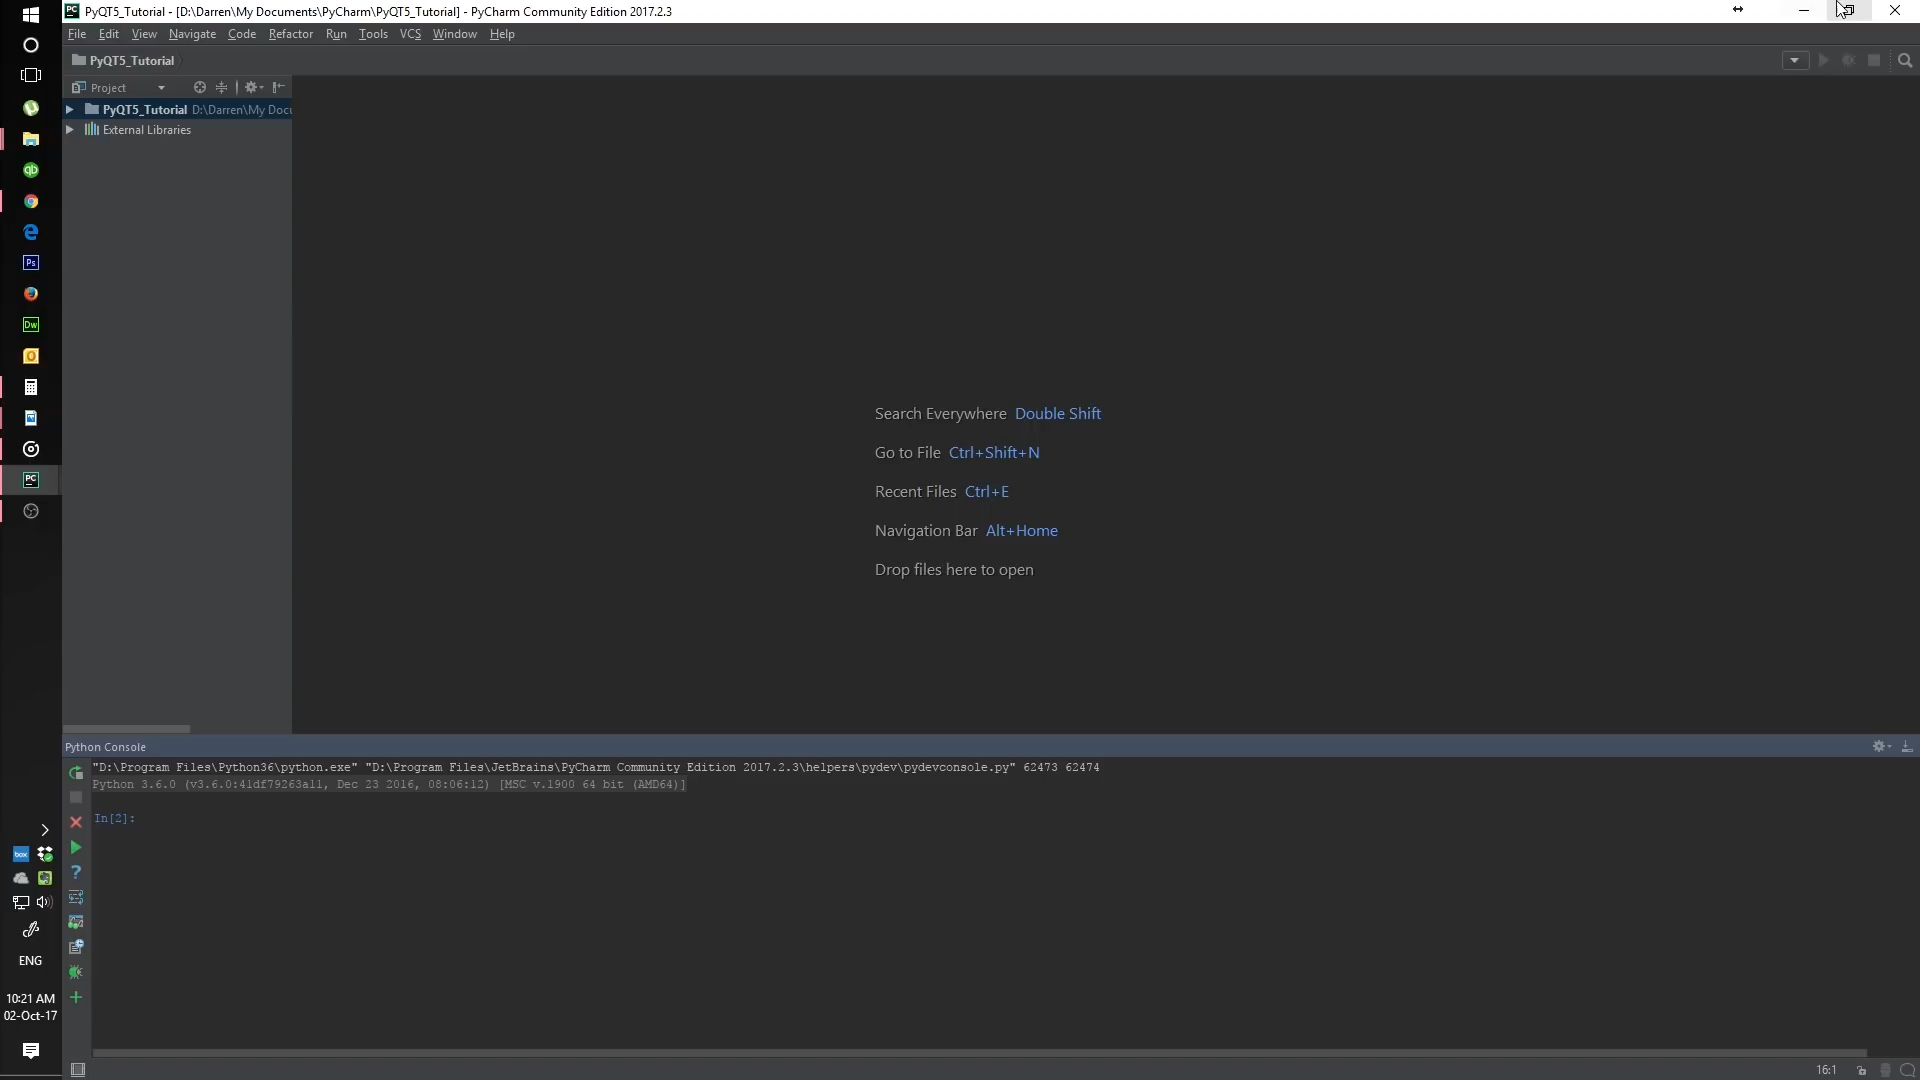 PyQT5_Tutorial - [D:\Darren\My Documents\PyCharm\PyQT5_Tutorial] - PyCharm Community Edition 2017.2.3
File Edit View Navigate Code Refactor Run Tools VCS Window Help
PyQT5_Tutorial
Project
PyQT5_Tutorial D:\Darren\My Docu
External Libraries
qb
Ps
Dw
PC
Search Everywhere Double Shift
Go to File Ctrl+Shift+N
Recent Files Ctrl+E
Navigation Bar Alt+Home
Drop files here to open
Python Console
"D:\Program Files\Python36\python.exe" "D:\Program Files\JetBrains\PyCharm Community Edition 2017.2.3\helpers\pydev\pydevconsole.py" 62473 62474
Python 3.6.0 (v3.6.0:41df79263a11, Dec 23 2016, 08:06:12) [MSC v.1900 64 bit (AMD64)]
In[2]:
box
ENG
10:21 AM
02-Oct-17
16:1